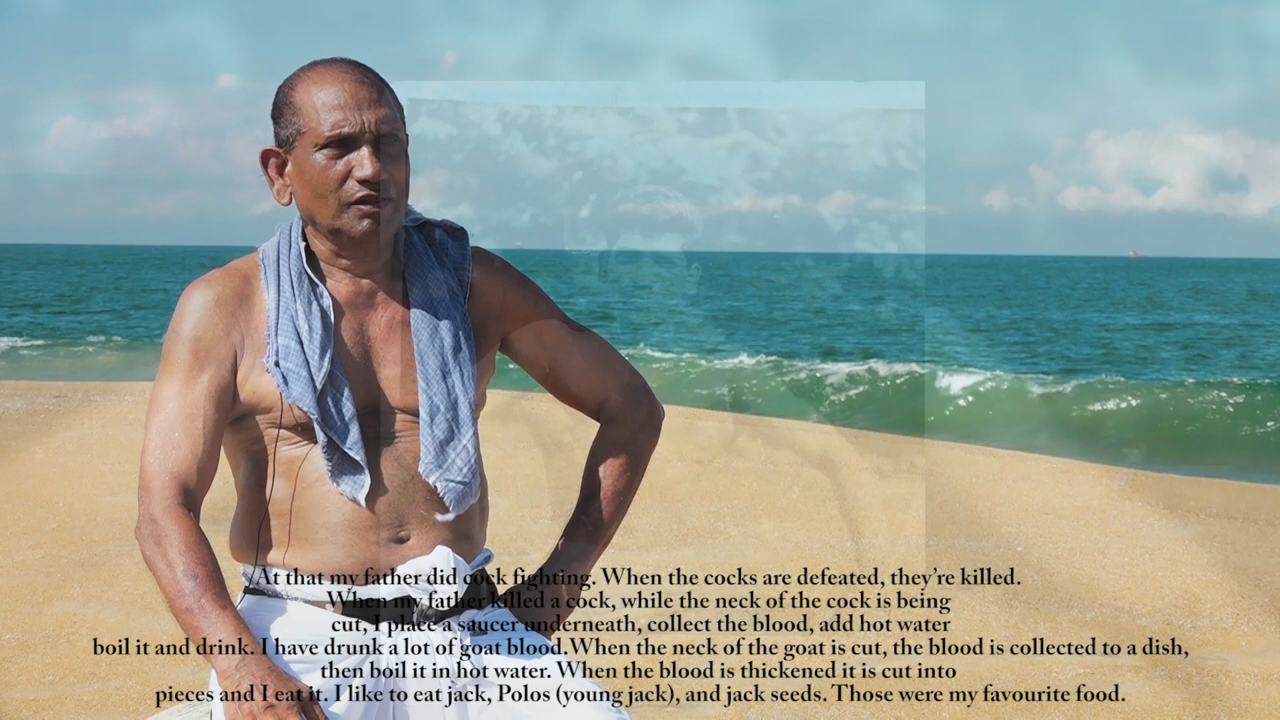 At that my father did cock fighting. When the cocks are defeated, they're killed.
When my father killed a cock, while the neck of the cock is being
cut, I place a saucer underneath, collect the blood, add hot water
boil it and drink. I have drunk a lot of goat blood.When the neck of the goat is cut, the blood is collected to a dish,
then boil it in hot water. When the blood is thickened it is cut into
pieces and I eat it. I like to eat jack, Polos (young jack), and jack seeds. Those were my favourite food.